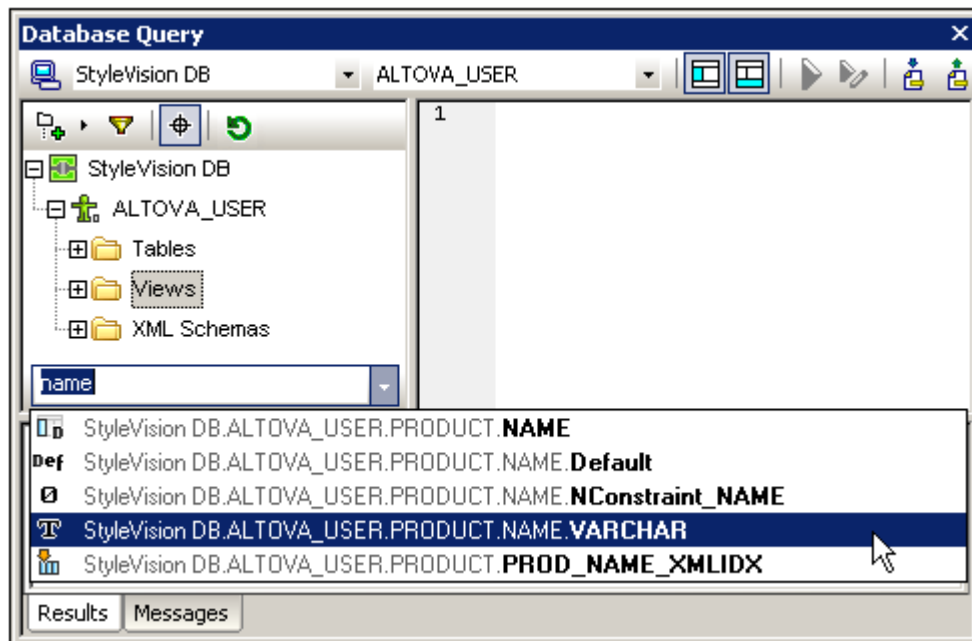 Database Query
StyleVision DB ALTOVA_USER
1
StyleVision DB
ALTOVA_USER
Tables
Views
XML Schemas
name
StyleVision DB.ALTOVA_USER.PRODUCT.NAME
Def StyleVision DB.ALTOVA_USER.PRODUCT.NAME.Default
StyleVision DB.ALTOVA_USER.PRODUCT.NAME.NConstraint_NAME
T StyleVision DB.ALTOVA_USER.PRODUCT.NAME.VARCHAR
StyleVision DB.ALTOVA_USER.PRODUCT.PROD_NAME_XMLIDX
Results Messages